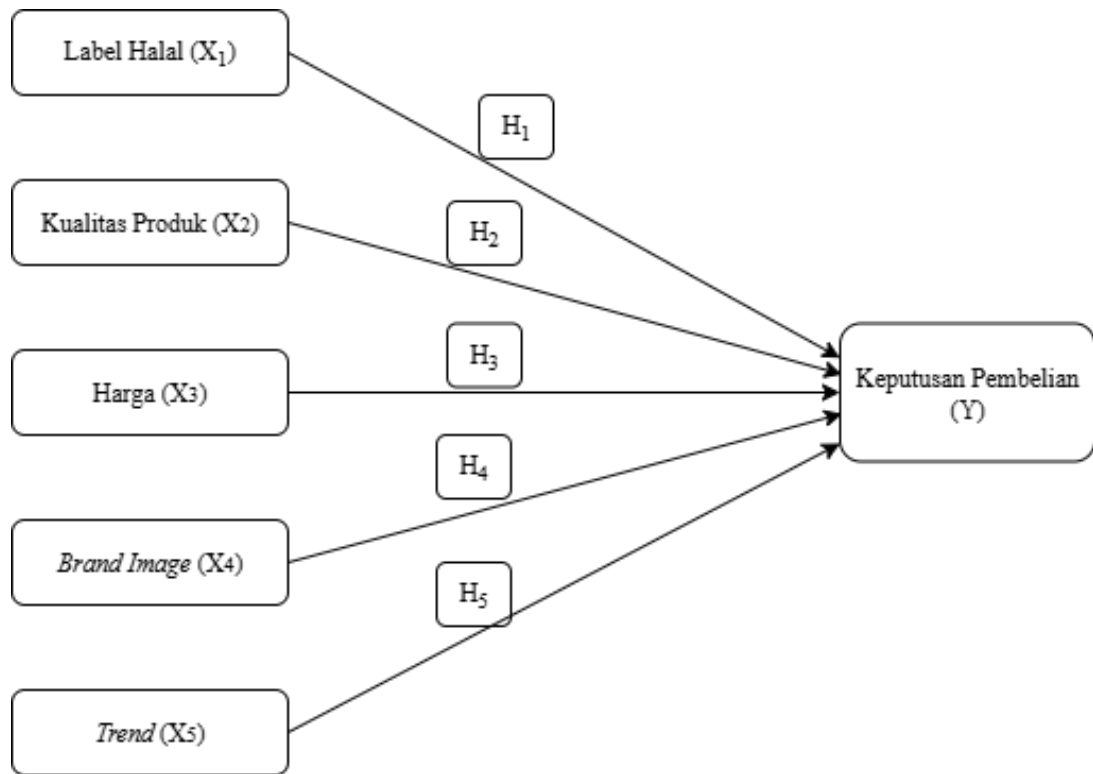 Label Halal (X₁)
H₁
Kualitas Produk (X2)
H₂
Harga (X3)
H₃
Keputusan Pembelian
(Y)
Brand Image (X4)
H₄
Trend (X5)
H₅